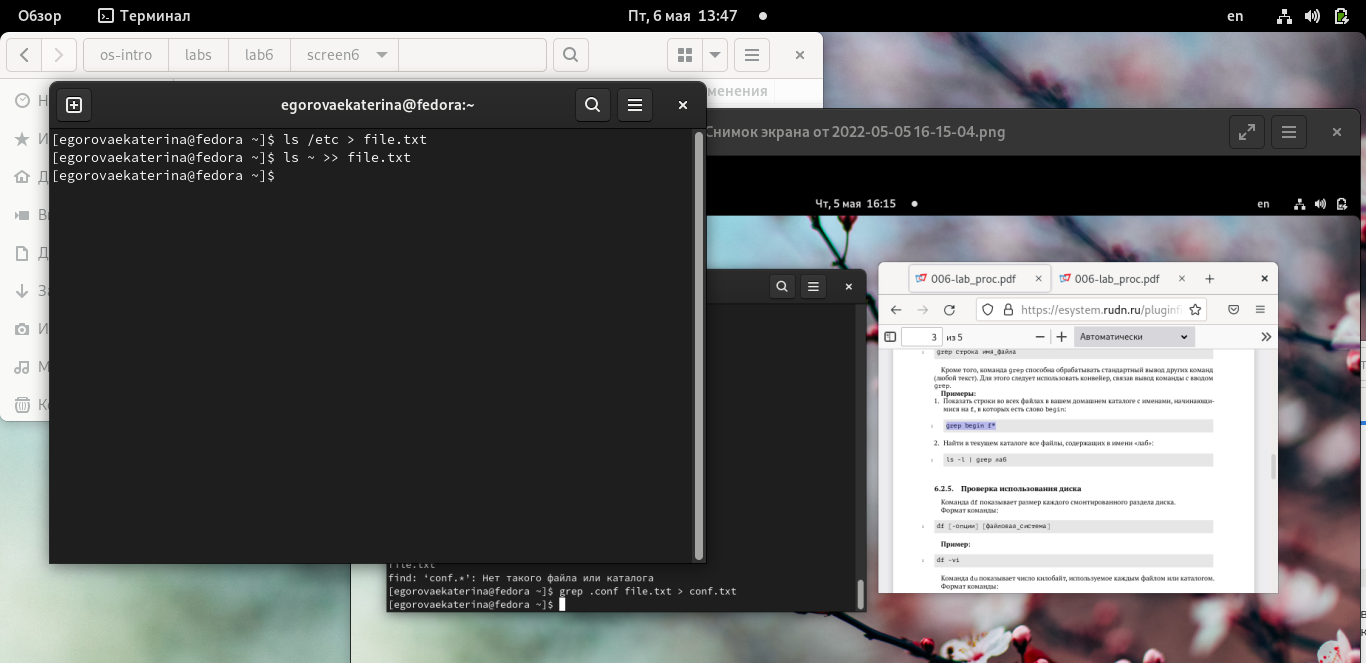 Обзор
Терминал
Пт, 6 мая 13:47
en
os-intro
labs
lab6
screen6
менения
egorovaekaterina@fedora:~
[egorovaekaterina@fedora ~]$ ls /etc > file.txt
[egorovaekaterina@fedora ~]$ ls ~ >> file.txt
[egorovaekaterina@fedora ~]$
Снимок экрана от 2022-05-05 16-15-04.png
Чт, 5 мая 16:15
en
006-lab_proc.pdf
006-lab_proc.pdf
https://esystem.rudn.ru/pluginf
3 из 5
Автоматически
grep строка имя_файла
Кроме того, команда grep способна обрабатывать стандартный вывод других команд
(любой текст). Для этого следует использовать конвейер, связав вывод команды с вводом
grep.
Примеры:
1. Показать строки во всех файлах в вашем домашнем каталоге с именами, начинающи-
мися на f, в которых есть слово begin:
grep begin f*
2. Найти в текущем каталоге все файлы, содержащих в имени «лаб»:
ls -l | grep лаб
6.2.5. Проверка использования диска
Команда df показывает размер каждого смонтированного раздела диска.
Формат команды:
df [-опции] [файловая_система]
Пример:
df -vi
Команда du показывает число килобайт, используемое каждым файлом или каталогом.
Формат команды:
file.txt
find: ‘conf.*’: Нет такого файла или каталога
[egorovaekaterina@fedora ~]$ grep .conf file.txt > conf.txt
[egorovaekaterina@fedora ~]$